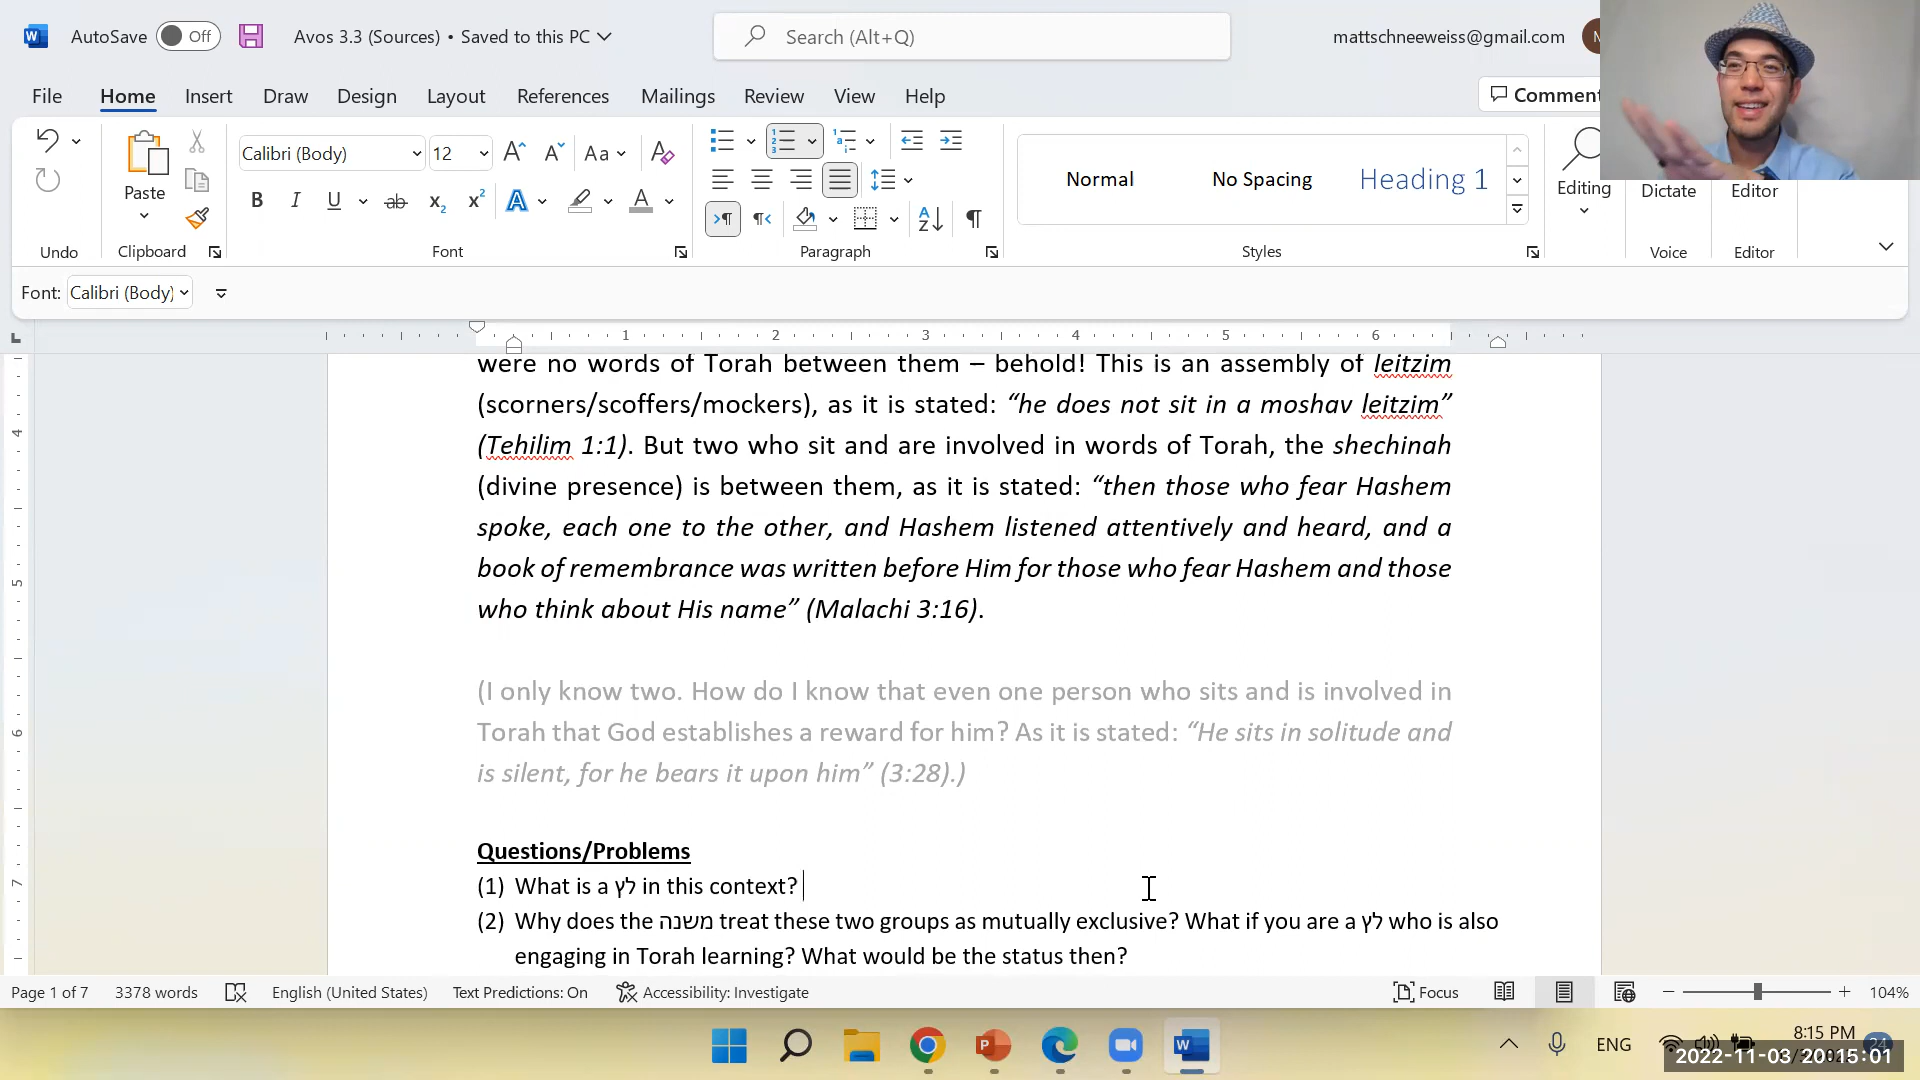 AutoSave Off Avos 3.3 (Sources) • Saved to this PC Search (Alt+Q) mattschneeweiss@gmail.com
File Home Insert Draw Design Layout References Mailings Review View Help
Calibri (Body) 12 Aa
Paste Normal No Spacing Heading 1 Editing Dictate Editor
B I U ab x2 x2 A A
Undo Clipboard Font Paragraph Styles Voice Editor
Font: Calibri (Body)
1 2 3 4 5 6
were no words of Torah between them – behold! This is an assembly of leitzim
(scorners/scoffers/mockers), as it is stated: “he does not sit in a moshav leitzim”
(Tehilim 1:1). But two who sit and are involved in words of Torah, the shechinah
(divine presence) is between them, as it is stated: “then those who fear Hashem
spoke, each one to the other, and Hashem listened attentively and heard, and a
book of remembrance was written before Him for those who fear Hashem and those
who think about His name” (Malachi 3:16).
(I only know two. How do I know that even one person who sits and is involved in
Torah that God establishes a reward for him? As it is stated: “He sits in solitude and
is silent, for he bears it upon him” (3:28).)
Questions/Problems
(1) What is a לץ in this context?
(2) Why does the משנה treat these two groups as mutually exclusive? What if you are a לץ who is also
engaging in Torah learning? What would be the status then?
Page 1 of 7 3378 words English (United States) Text Predictions: On Accessibility: Investigate Focus 104%
ENG 8:15 PM
2022-11-03 20:15:01